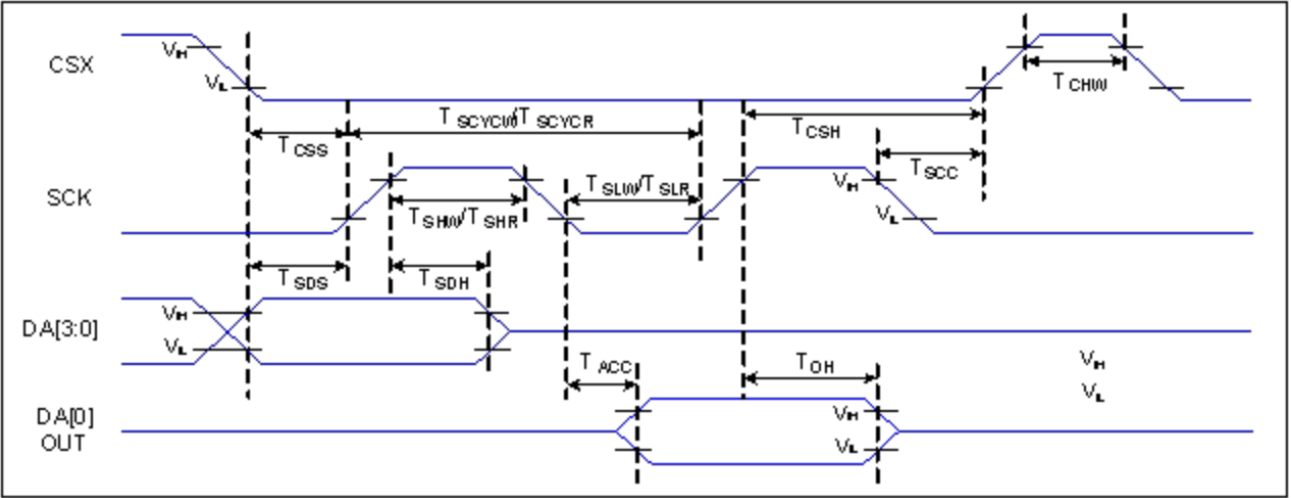 CSX
VIH
VIL
TCHW
TSCYCW/TSCYCR
TCSS
TCSH
TSCC
SCK
TSLW/TSLR
VIH
TSHW/TSHR
VIL
TSDS
TSDH
DA[3:0]
VIH
VIL
TACC
TOH
VIH
VIL
DA[0]
OUT
VIH
VIL